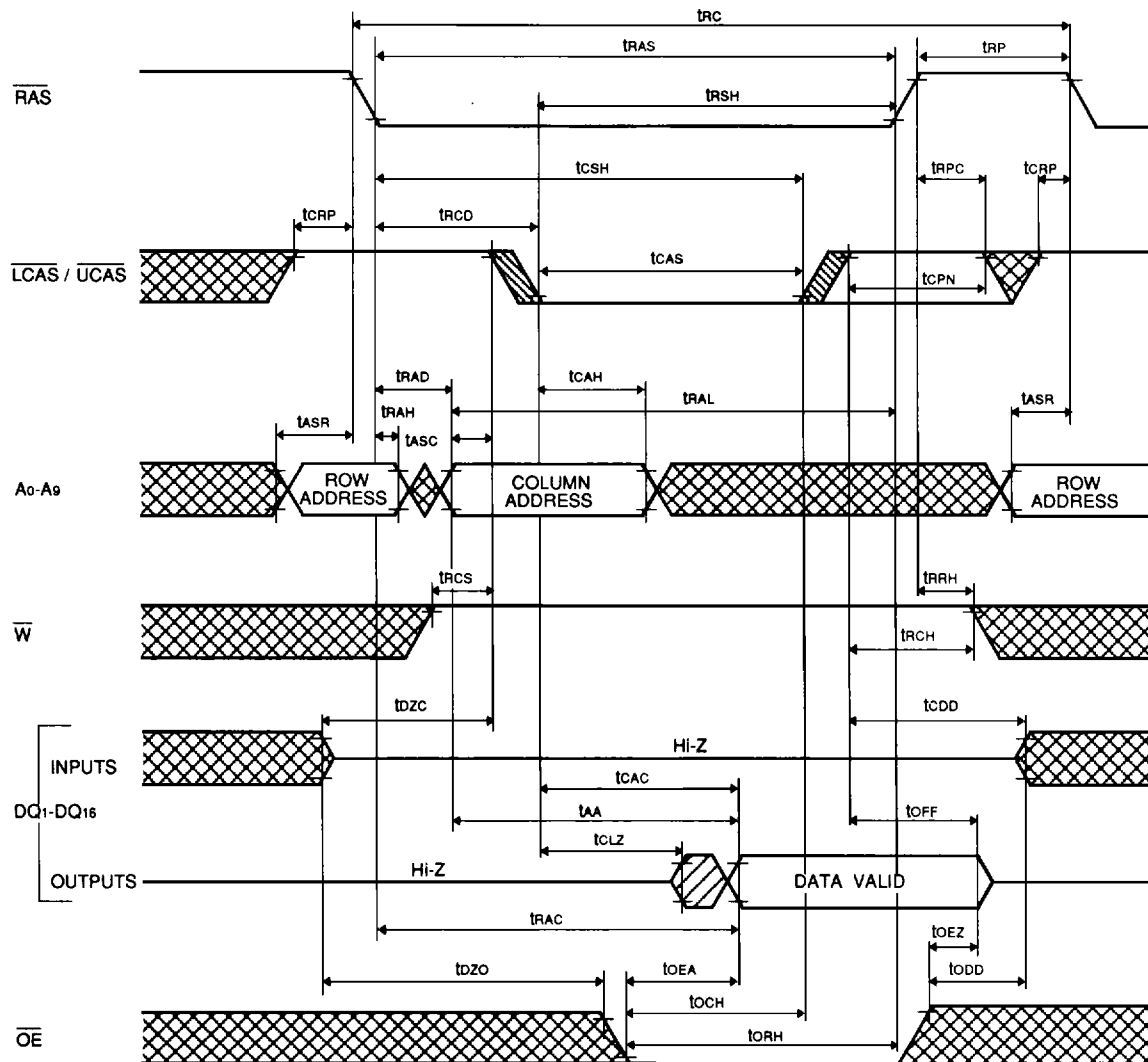 tRC
tRAS
tRP
RAS
tRSH
tCSH
tRPC
tCRP
tCRP
tRCD
LCAS / UCAS
tCAS
tCPN
tRAD
tCAH
tRAL
tASR
tRAH
tASC
tASR
A0-A9
ROW ADDRESS
COLUMN ADDRESS
ROW ADDRESS
tRCS
tRRH
W
tRCH
tDZC
tCDD
INPUTS
Hi-Z
tCAC
DQ1-DQ16
tAA
tOFF
tCLZ
OUTPUTS
Hi-Z
DATA VALID
tRAC
tOEZ
tDZO
tOEA
tODD
tOCH
OE
tORH